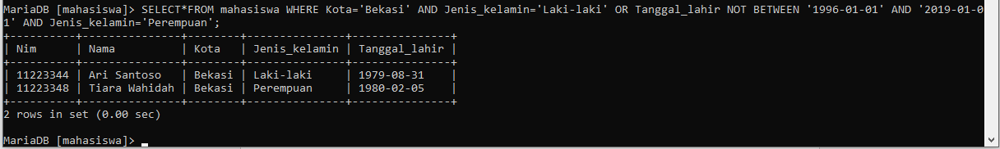 MariaDB [mahasiswa]> SELECT*FROM mahasiswa WHERE Kota='Bekasi' AND Jenis_kelamin='Laki-laki' OR Tanggal_lahir NOT BETWEEN '1996-01-01' AND '2019-01-0
1' AND Jenis_kelamin='Perempuan';
+----------+---------------+--------+---------------+---------------+
| Nim      | Nama          | Kota   | Jenis_kelamin | Tanggal_lahir |
+----------+---------------+--------+---------------+---------------+
| 11223344 | Ari Santoso   | Bekasi | Laki-laki     | 1979-08-31    |
| 11223348 | Tiara Wahidah | Bekasi | Perempuan     | 1980-02-05    |
+----------+---------------+--------+---------------+---------------+
2 rows in set (0.00 sec)
MariaDB [mahasiswa]>